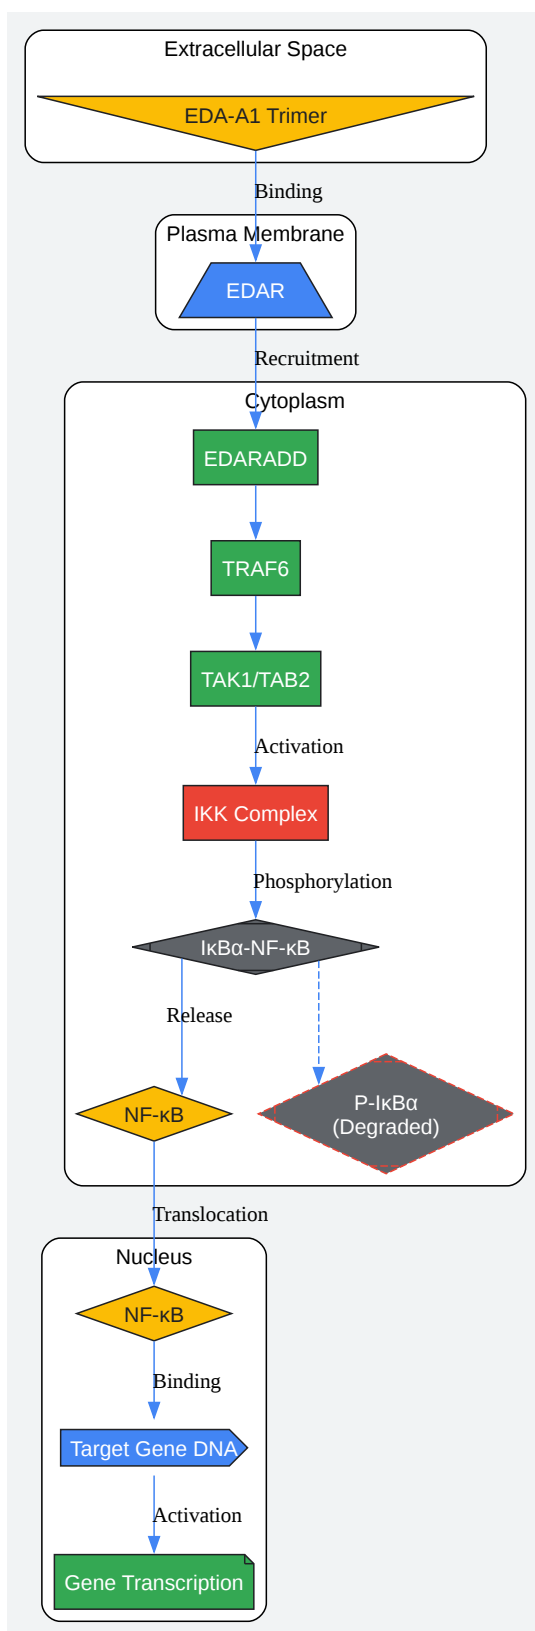 Extracellular Space
EDA-A1 Trimer
Binding
Plasma Membrane
EDAR
Recruitment
Cytoplasm
EDARADD
TRAF6
TAK1/TAB2
Activation
IKK Complex
Phosphorylation
IκBα-NF-κB
Release
NF-κB
P-IκBα
(Degraded)
Translocation
Nucleus
NF-κB
Binding
Target Gene DNA
Activation
Gene Transcription